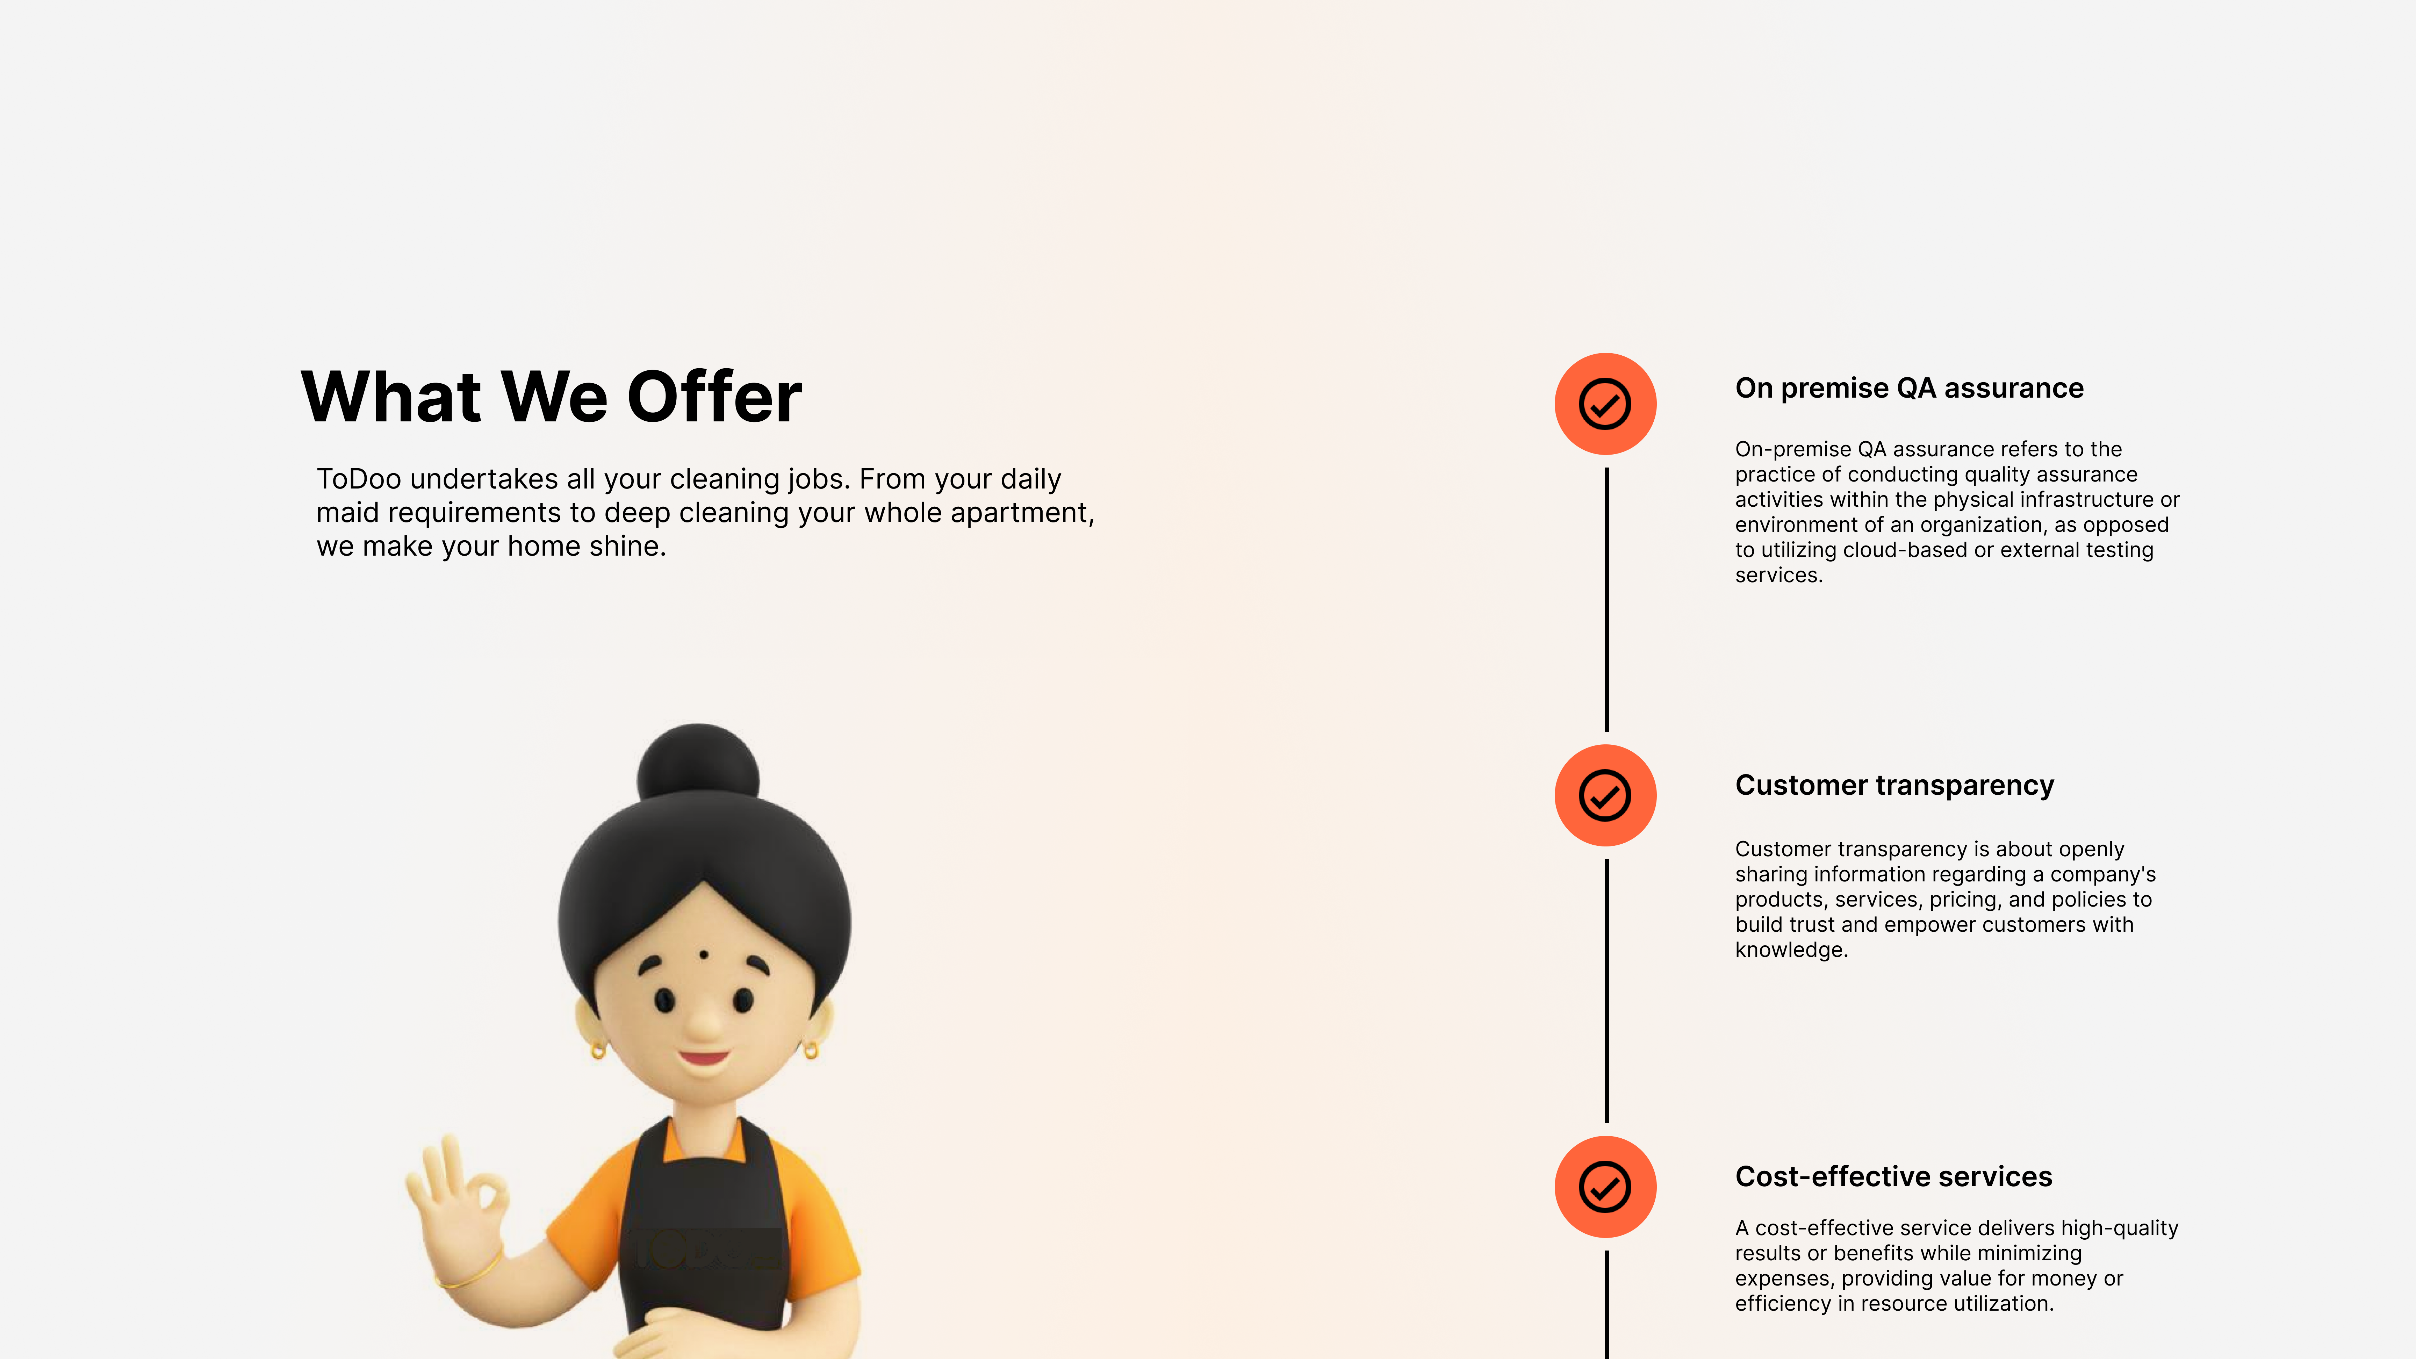 What We Offer
ToDoo undertakes all your cleaning jobs. From your daily
maid requirements to deep cleaning your whole apartment,
we make your home shine.
On premise QA assurance
On-premise QA assurance refers to the
practice of conducting quality assurance
activities within the physical infrastructure or
environment of an organization, as opposed
to utilizing cloud-based or external testing
services.
Customer transparency
Customer transparency is about openly
sharing information regarding a company's
products, services, pricing, and policies to
build trust and empower customers with
knowledge.
Cost-effective services
A cost-effective service delivers high-quality
results or benefits while minimizing
expenses, providing value for money or
efficiency in resource utilization.